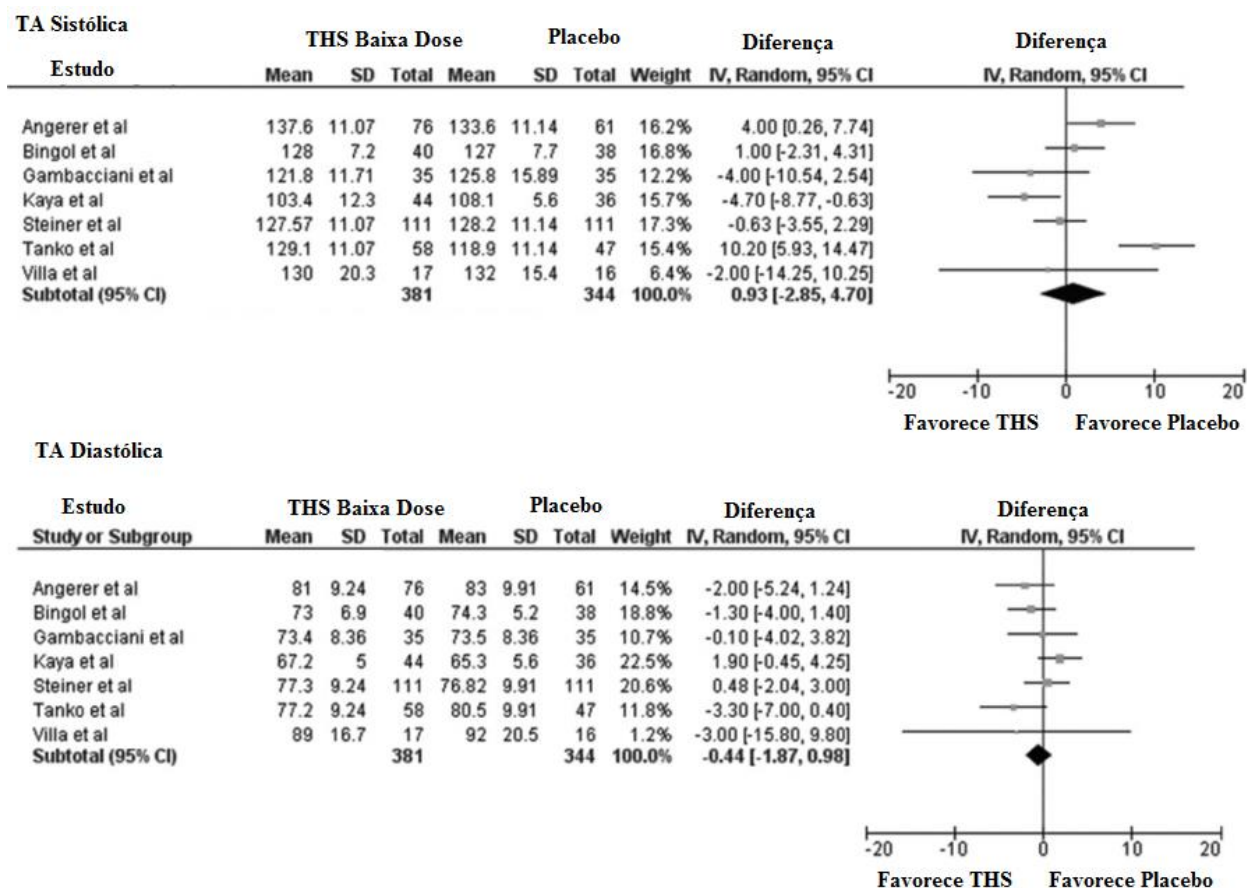 TA Sistólica
THS Baixa Dose Placebo Diferença Diferença
Estudo
Mean SD Total Mean SD Total Weight IV, Random, 95% CI IV, Random, 95% CI
Angerer et al 137.6 11.07 76 133.6 11.14 61 16.2% 4.00 [0.26, 7.74]
Bingol et al 128 7.2 40 127 7.7 38 16.8% 1.00 [-2.31, 4.31]
Gambacciani et al 121.8 11.71 35 125.8 15.89 35 12.2% -4.00 [-10.54, 2.54]
Kaya et al 103.4 12.3 44 108.1 5.6 36 15.7% -4.70 [-8.77, -0.63]
Steiner et al 127.57 11.07 111 128.2 11.14 111 17.3% -0.63 [-3.55, 2.29]
Tanko et al 129.1 11.07 58 118.9 11.14 47 15.4% 10.20 [5.93, 14.47]
Villa et al 130 20.3 17 132 15.4 16 6.4% -2.00 [-14.25, 10.25]
Subtotal (95% CI) 381 344 100.0% 0.93 [-2.85, 4.70]
-20 -10 0 10 20
Favorece THS Favorece Placebo
TA Diastólica
Estudo THS Baixa Dose Placebo Diferença Diferença
Study or Subgroup Mean SD Total Mean SD Total Weight IV, Random, 95% CI IV, Random, 95% CI
Angerer et al 81 9.24 76 83 9.91 61 14.5% -2.00 [-5.24, 1.24]
Bingol et al 73 6.9 40 74.3 5.2 38 18.8% -1.30 [-4.00, 1.40]
Gambacciani et al 73.4 8.36 35 73.5 8.36 35 10.7% -0.10 [-4.02, 3.82]
Kaya et al 67.2 5 44 65.3 5.6 36 22.5% 1.90 [-0.45, 4.25]
Steiner et al 77.3 9.24 111 76.82 9.91 111 20.6% 0.48 [-2.04, 3.00]
Tanko et al 77.2 9.24 58 80.5 9.91 47 11.8% -3.30 [-7.00, 0.40]
Villa et al 89 16.7 17 92 20.5 16 1.2% -3.00 [-15.80, 9.80]
Subtotal (95% CI) 381 344 100.0% -0.44 [-1.87, 0.98]
-20 -10 0 10 20
Favorece THS Favorece Placebo